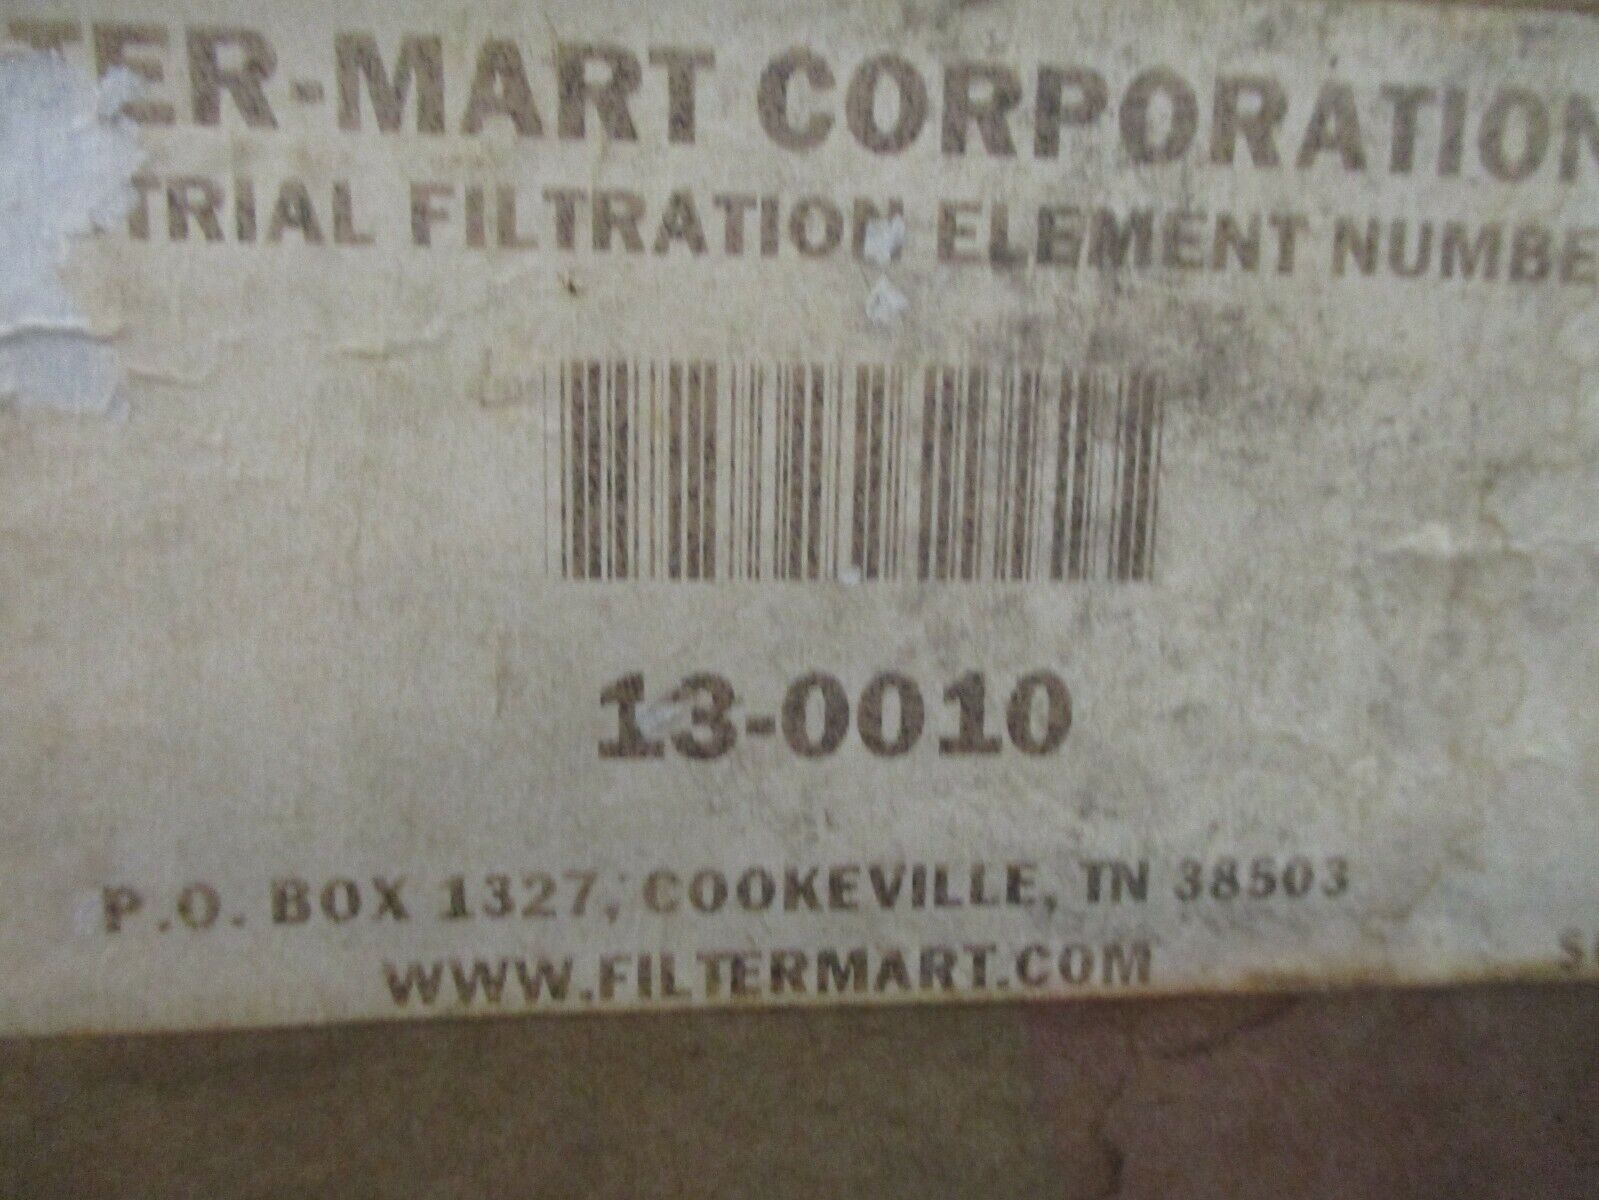 TER-MART CORPORATION
TRIAL FILTRATION ELEMENT NUMBE
13-0010
P.O. BOX 1327, COOKEVILLE, TN 38503
WWW.FILTERMART.COM